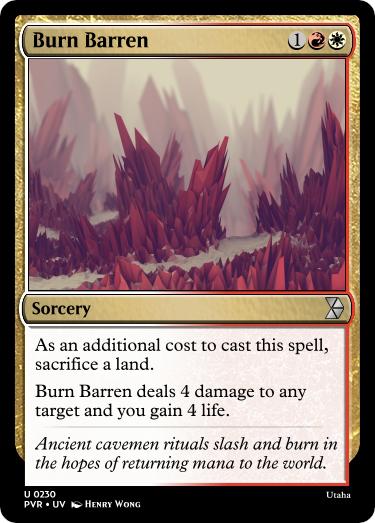 Burn Barren 1
Sorcery
As an additional cost to cast this spell,
sacrifice a land.
Burn Barren deals 4 damage to any
target and you gain 4 life.
Ancient cavemen rituals slash and burn in
the hopes of returning mana to the world.
U 0230 Utaha
PVR • UV Henry Wong